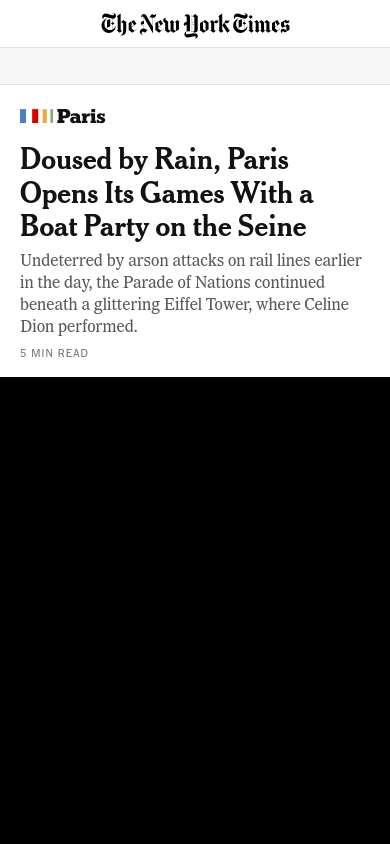 The New York Times
Paris
Doused by Rain, Paris
Opens Its Games With a
Boat Party on the Seine
Undeterred by arson attacks on rail lines earlier
in the day, the Parade of Nations continued
beneath a glittering Eiffel Tower, where Celine
Dion performed.
5 MIN READ